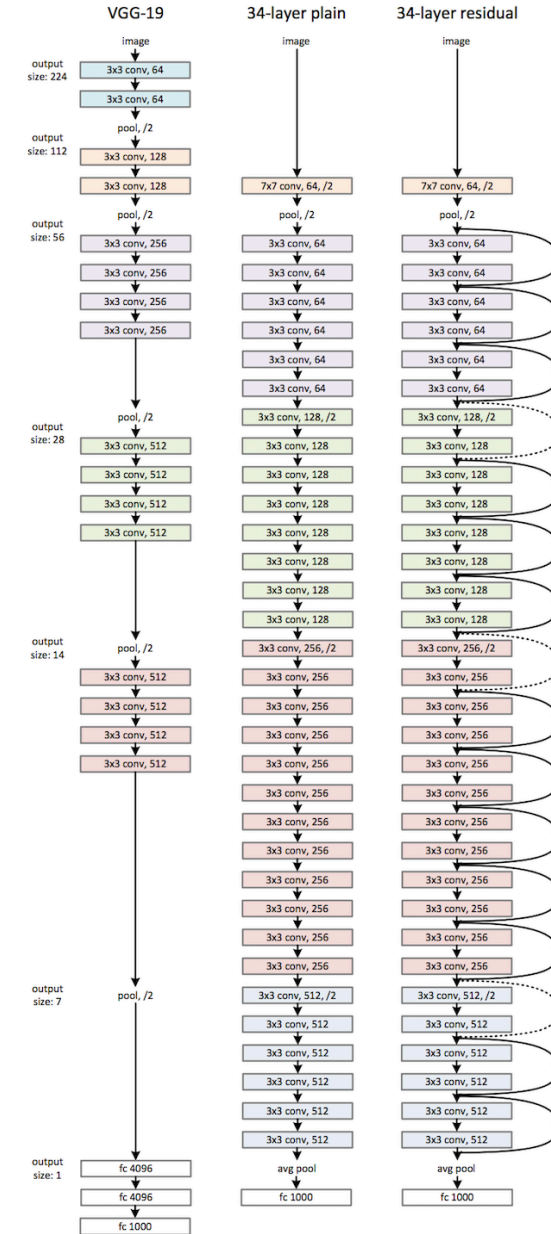 VGG-19
34-layer plain
34-layer residual
output
size: 224
image
3x3 conv, 64
3x3 conv, 64
pool, /2
output
size: 112
3x3 conv, 128
3x3 conv, 128
pool, /2
output
size: 56
3x3 conv, 256
3x3 conv, 256
3x3 conv, 256
3x3 conv, 256
pool, /2
output
size: 28
3x3 conv, 512
3x3 conv, 512
3x3 conv, 512
3x3 conv, 512
pool, /2
output
size: 14
3x3 conv, 512
3x3 conv, 512
3x3 conv, 512
3x3 conv, 512
output
size: 7
pool, /2
output
size: 1
fc 4096
fc 4096
fc 1000
image
7x7 conv, 64, /2
pool, /2
3x3 conv, 64
3x3 conv, 64
3x3 conv, 64
3x3 conv, 64
3x3 conv, 64
3x3 conv, 64
3x3 conv, 128, /2
3x3 conv, 128
3x3 conv, 128
3x3 conv, 128
3x3 conv, 128
3x3 conv, 128
3x3 conv, 128
3x3 conv, 128
3x3 conv, 256, /2
3x3 conv, 256
3x3 conv, 256
3x3 conv, 256
3x3 conv, 256
3x3 conv, 256
3x3 conv, 256
3x3 conv, 256
3x3 conv, 256
3x3 conv, 256
3x3 conv, 256
3x3 conv, 256
3x3 conv, 512, /2
3x3 conv, 512
3x3 conv, 512
3x3 conv, 512
3x3 conv, 512
3x3 conv, 512
avg pool
fc 1000
image
7x7 conv, 64, /2
pool, /2
3x3 conv, 64
3x3 conv, 64
3x3 conv, 64
3x3 conv, 64
3x3 conv, 64
3x3 conv, 64
3x3 conv, 128, /2
3x3 conv, 128
3x3 conv, 128
3x3 conv, 128
3x3 conv, 128
3x3 conv, 128
3x3 conv, 128
3x3 conv, 128
3x3 conv, 256, /2
3x3 conv, 256
3x3 conv, 256
3x3 conv, 256
3x3 conv, 256
3x3 conv, 256
3x3 conv, 256
3x3 conv, 256
3x3 conv, 256
3x3 conv, 256
3x3 conv, 256
3x3 conv, 256
3x3 conv, 512, /2
3x3 conv, 512
3x3 conv, 512
3x3 conv, 512
3x3 conv, 512
3x3 conv, 512
avg pool
fc 1000